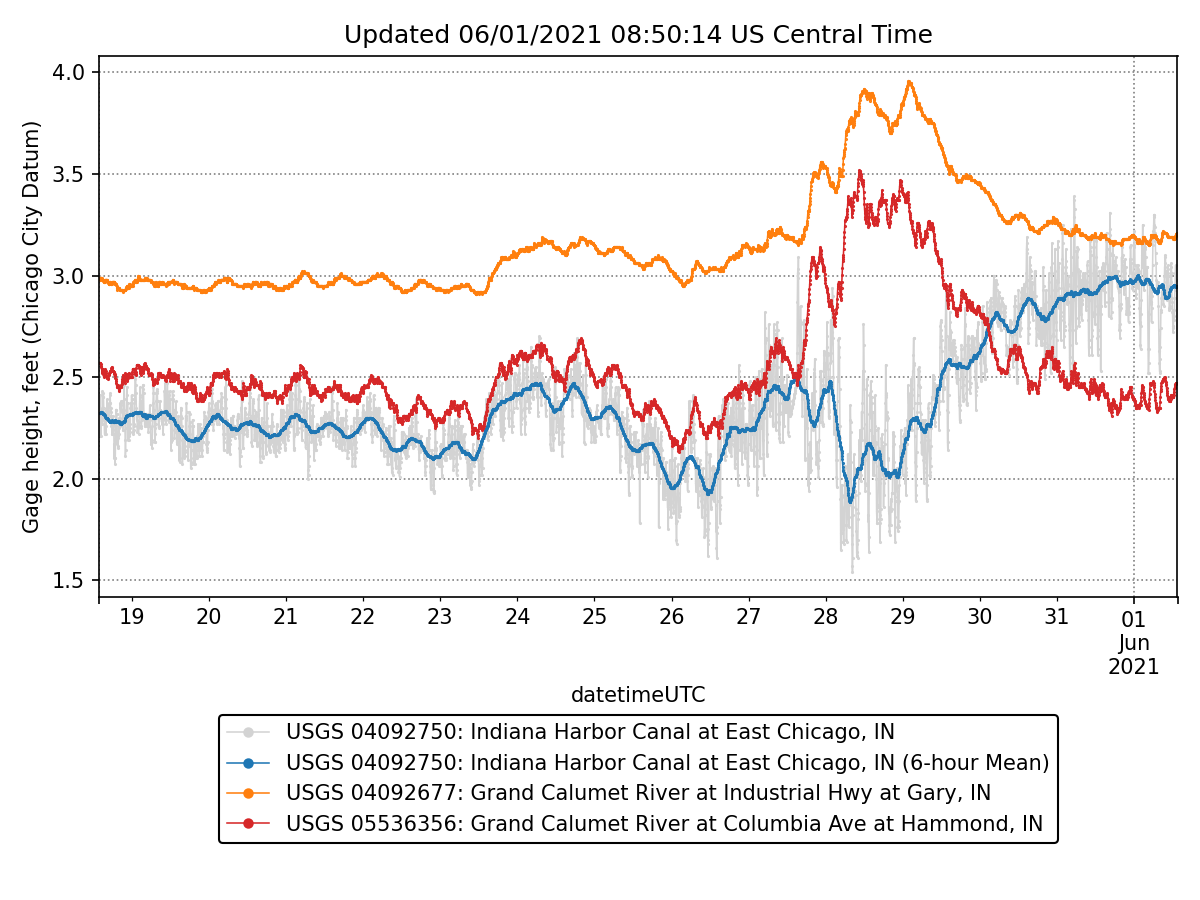 Updated 06/01/2021 08:50:14 US Central Time
Gage height, feet (Chicago City Datum)
4.0
3.5
3.0
2.5
2.0
1.5
19 20 21 22 23 24 25 26 27 28 29 30 31 01
Jun
2021
datetimeUTC
USGS 04092750: Indiana Harbor Canal at East Chicago, IN
USGS 04092750: Indiana Harbor Canal at East Chicago, IN (6-hour Mean)
USGS 04092677: Grand Calumet River at Industrial Hwy at Gary, IN
USGS 05536356: Grand Calumet River at Columbia Ave at Hammond, IN